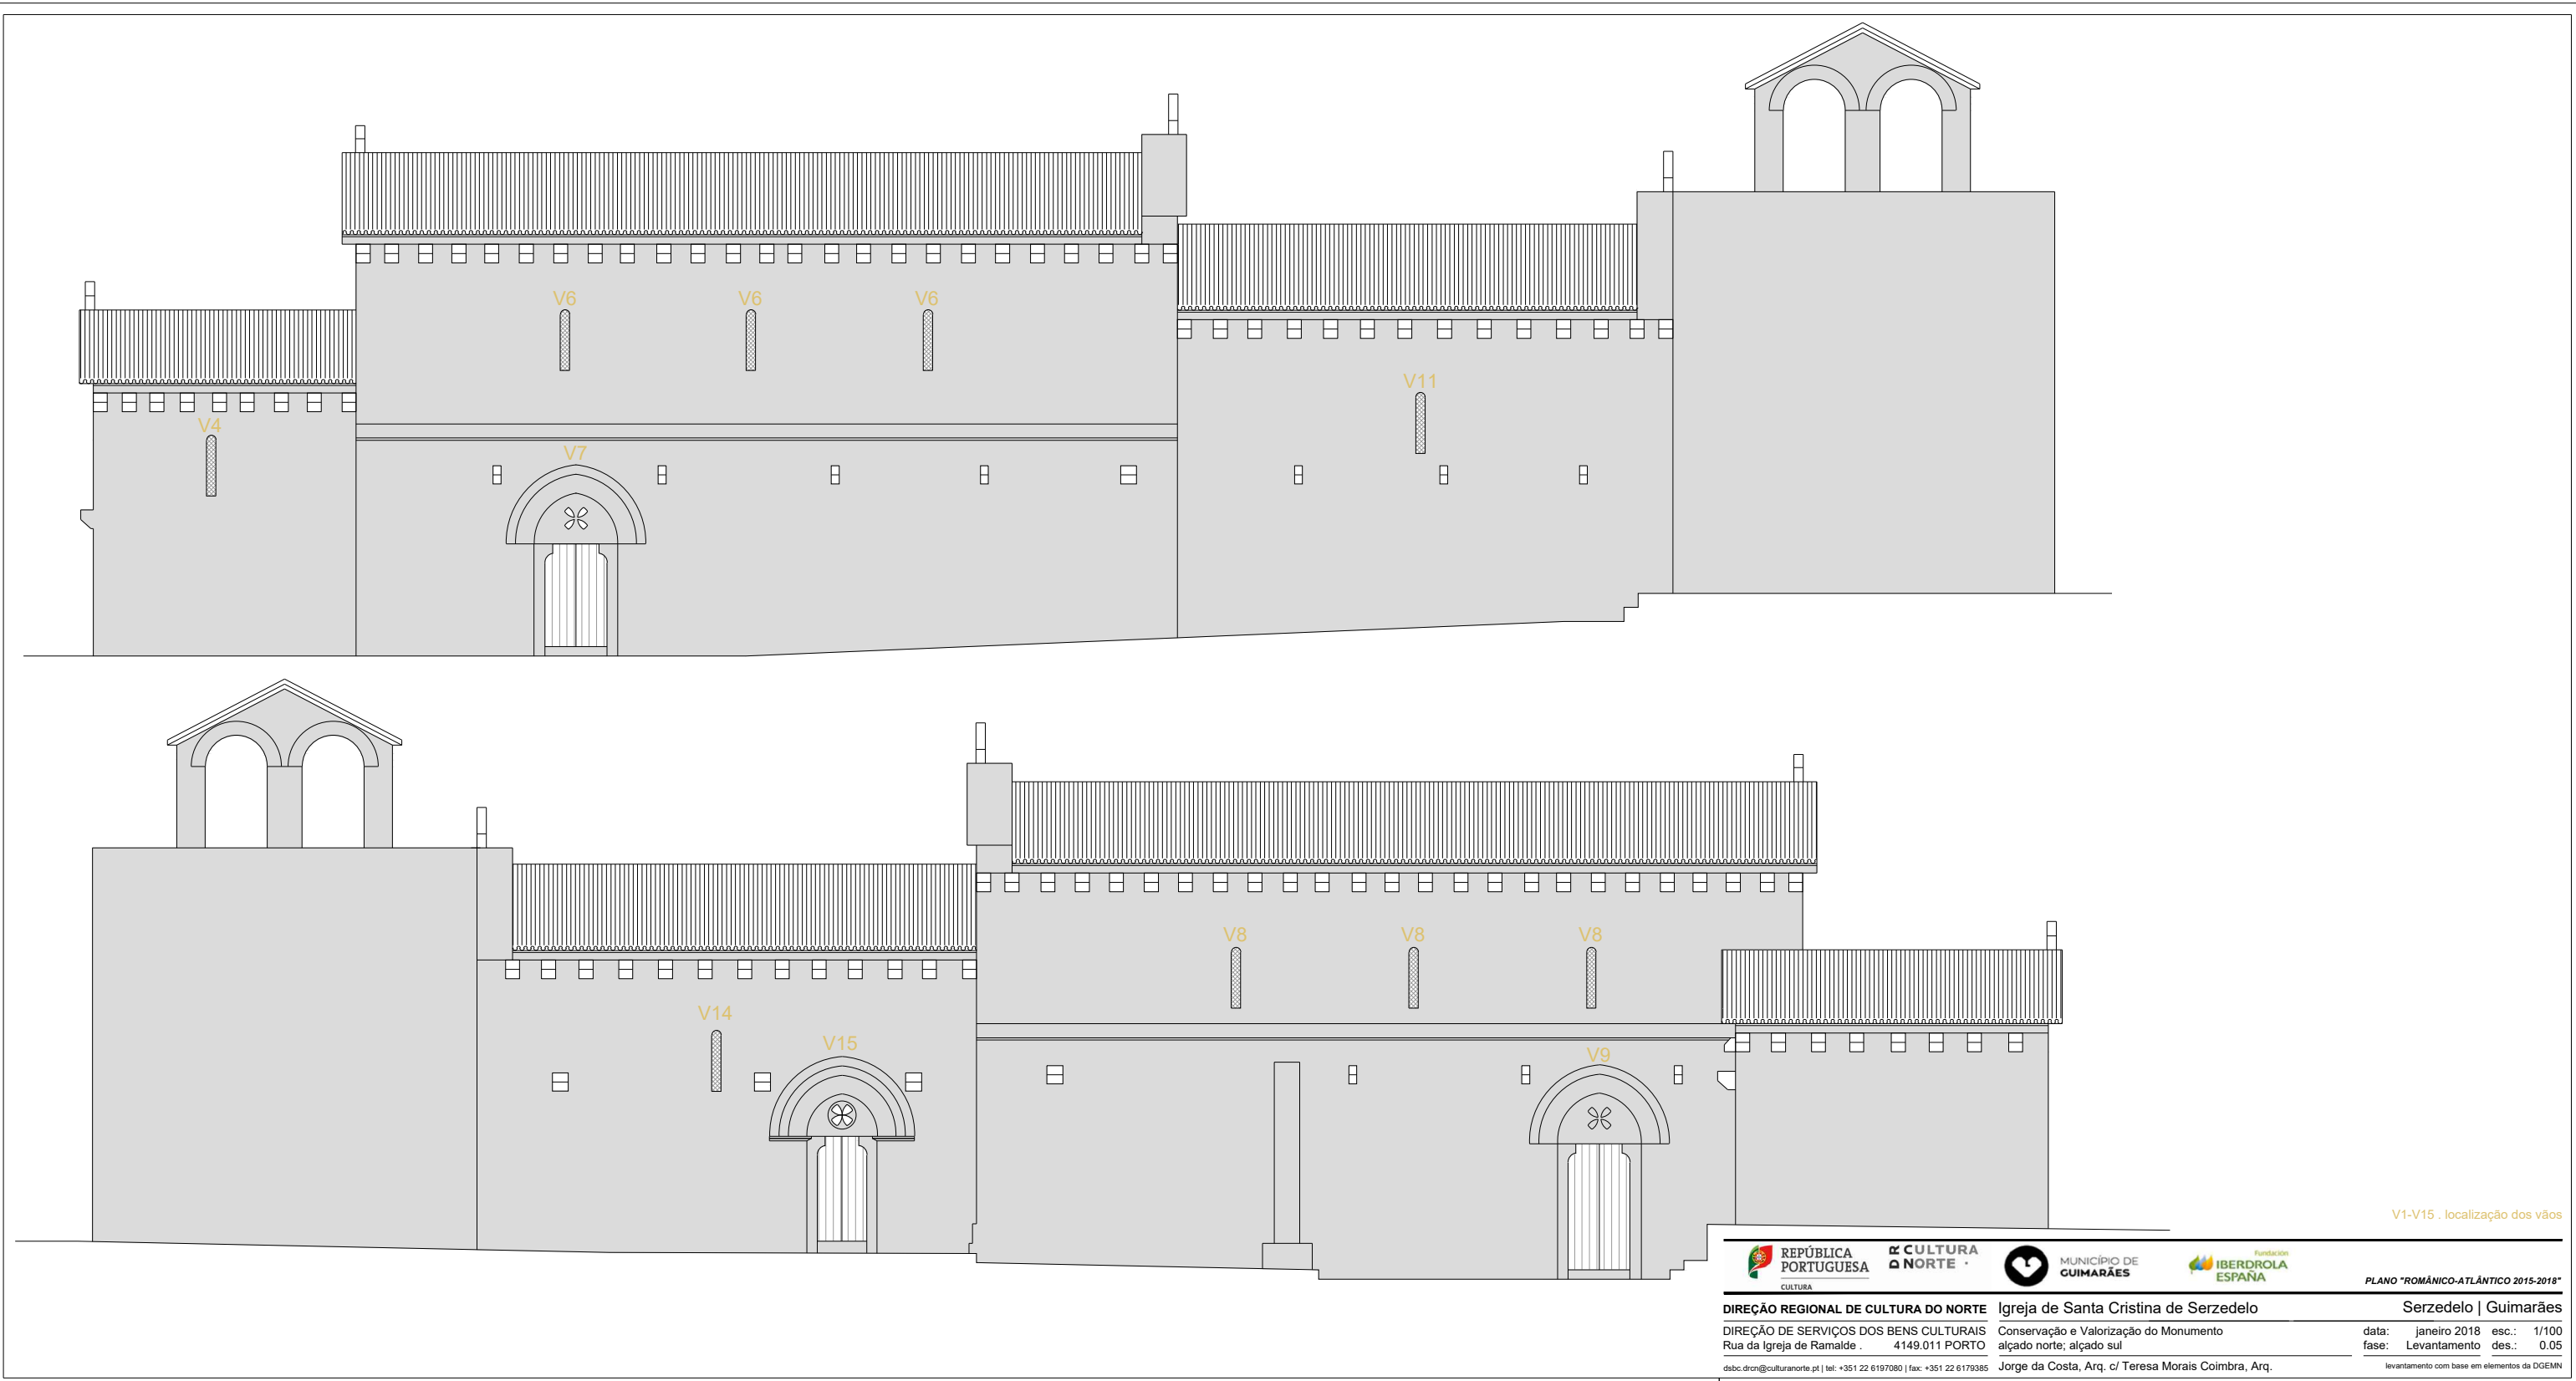 V6 V6 V6
V11
V4
V7
V8 V8 V8
V14
V15
V9
V1-V15 . localização dos vãos
REPÚBLICA
PORTUGUESA
CULTURA
DR CULTURA
NORTE
MUNICÍPIO DE
GUIMARÃES
Fundación
IBERDROLA
ESPAÑA
PLANO "ROMÂNICO-ATLÂNTICO 2015-2018"
DIREÇÃO REGIONAL DE CULTURA DO NORTE
DIREÇÃO DE SERVIÇOS DOS BENS CULTURAIS
Rua da Igreja de Ramalde . 4149.011 PORTO
dsbc.drcn@culturanorte.pt | tel: +351 22 6197080 | fax: +351 22 6179385
Igreja de Santa Cristina de Serzedelo
Conservação e Valorização do Monumento
alçado norte; alçado sul
Jorge da Costa, Arq. c/ Teresa Morais Coimbra, Arq.
Serzedelo | Guimarães
data: janeiro 2018 esc.: 1/100
fase: Levantamento des.: 0.05
levantamento com base em elementos da DGEMN